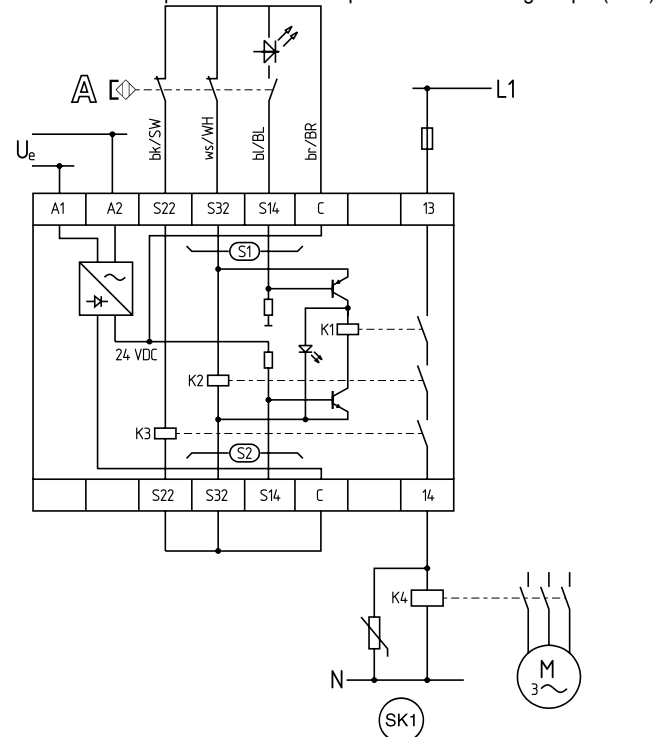 A
L1
bk/SW
ws/WH
bl/BL
br/BR
Ue
A1 A2 S22 S32 S14 C 13
S1
K1
24 VDC
K2
K3
S2
S22 S32 S14 C 14
K4
M
3
N
SK1